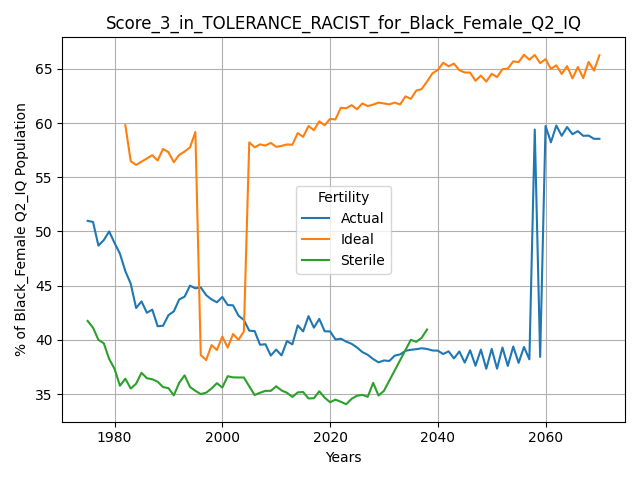 Score_3_in_TOLERANCE_RACIST_for_Black_Female_Q2_IQ
% of Black_Female Q2_IQ Population
65
60
55
50
45
40
35
Fertility
Actual
Ideal
Sterile
1980 2000 2020 2040 2060
Years